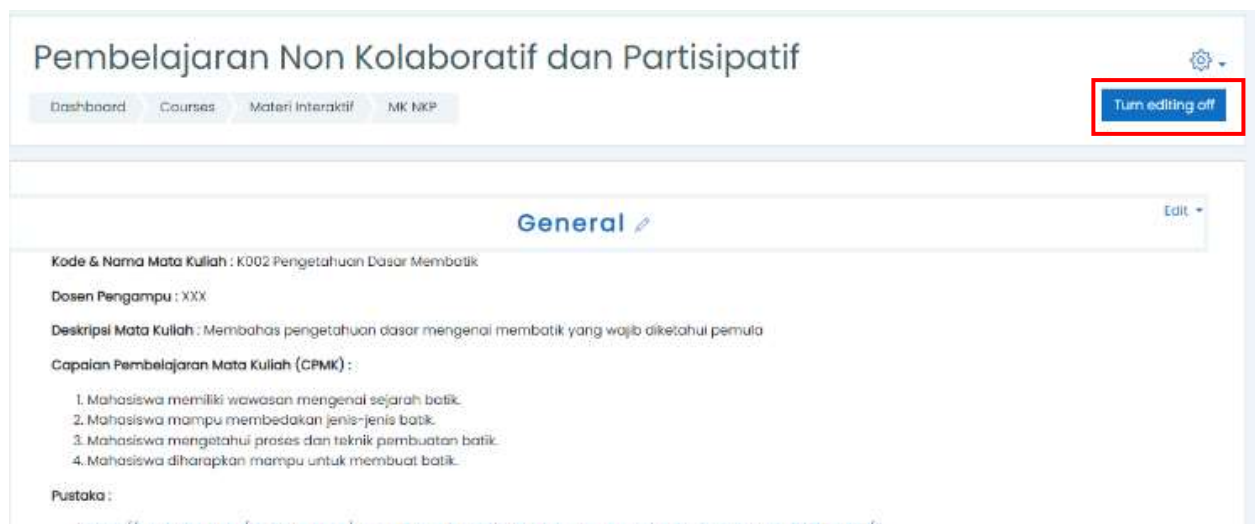 Pembelajaran Non Kolaboratif dan Partisipatif
Dashboard Courses Materi Interaktif MK NKP
Turn editing off
General
Edit
Kode & Nama Mata Kuliah : K002 Pengetahuan Dasar Membatik
Dosen Pengampu : XXX
Deskripsi Mata Kuliah : Membahas pengetahuan dasar mengenai membatik yang wajib diketahui pemula
Capaian Pembelajaran Mata Kuliah (CPMK) :
1. Mahasiswa memiliki wawasan mengenai sejarah batik.
2. Mahasiswa mampu membedakan jenis-jenis batik.
3. Mahasiswa mengetahui proses dan teknik pembuatan batik.
4. Mahasiswa diharapkan mampu untuk membuat batik.
Pustaka :